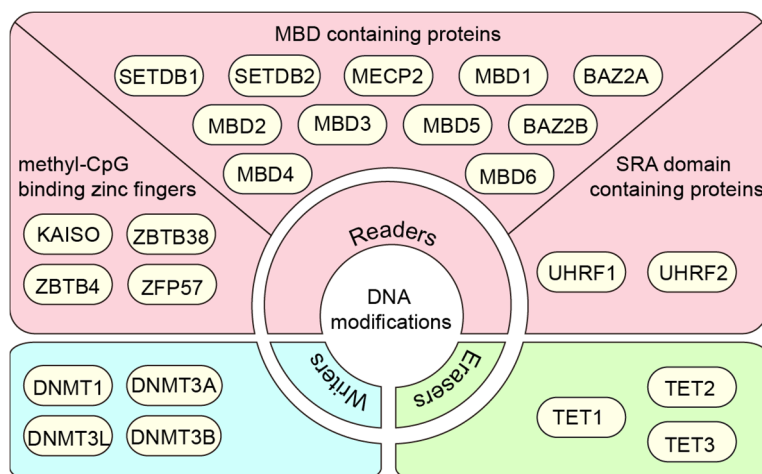 MBD containing proteins
SETDB1
SETDB2
MECP2
MBD1
BAZ2A
MBD2
MBD3
MBD5
BAZ2B
MBD4
MBD6
methyl-CpG
binding zinc fingers
KAISO
ZBTB38
ZBTB4
ZFP57
SRA domain
containing proteins
UHRF1
UHRF2
Readers
DNA
modifications
Writers
Erasers
DNMT1
DNMT3A
DNMT3L
DNMT3B
TET1
TET2
TET3